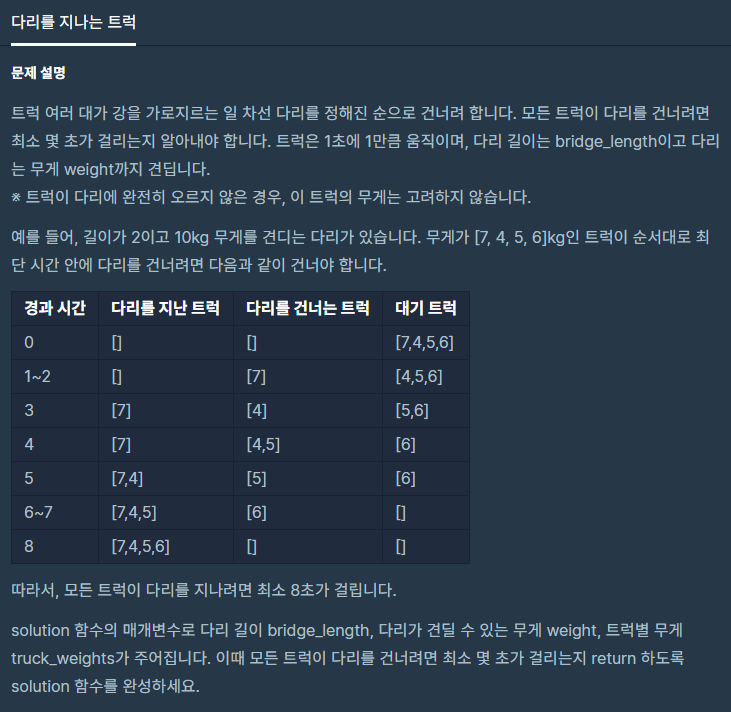 다리를 지나는 트럭
문제 설명
트럭 여러 대가 강을 가로지르는 일 차선 다리를 정해진 순으로 건너려 합니다. 모든 트럭이 다리를 건너려면
최소 몇 초가 걸리는지 알아내야 합니다. 트럭은 1초에 1만큼 움직이며, 다리 길이는 bridge_length이고 다리
는 무게 weight까지 견딥니다.
※ 트럭이 다리에 완전히 오르지 않은 경우, 이 트럭의 무게는 고려하지 않습니다.
예를 들어, 길이가 2이고 10kg 무게를 견디는 다리가 있습니다. 무게가 [7, 4, 5, 6]kg인 트럭이 순서대로 최
단 시간 안에 다리를 건너려면 다음과 같이 건너야 합니다.
경과 시간 다리를 지난 트럭 다리를 건너는 트럭 대기 트럭
0 [] [] [7,4,5,6]
1~2 [] [7] [4,5,6]
3 [7] [4] [5,6]
4 [7] [4,5] [6]
5 [7,4] [5] [6]
6~7 [7,4,5] [6] []
8 [7,4,5,6] [] []
따라서, 모든 트럭이 다리를 지나려면 최소 8초가 걸립니다.
solution 함수의 매개변수로 다리 길이 bridge_length, 다리가 견딜 수 있는 무게 weight, 트럭별 무게
truck_weights가 주어집니다. 이때 모든 트럭이 다리를 건너려면 최소 몇 초가 걸리는지 return 하도록
solution 함수를 완성하세요.